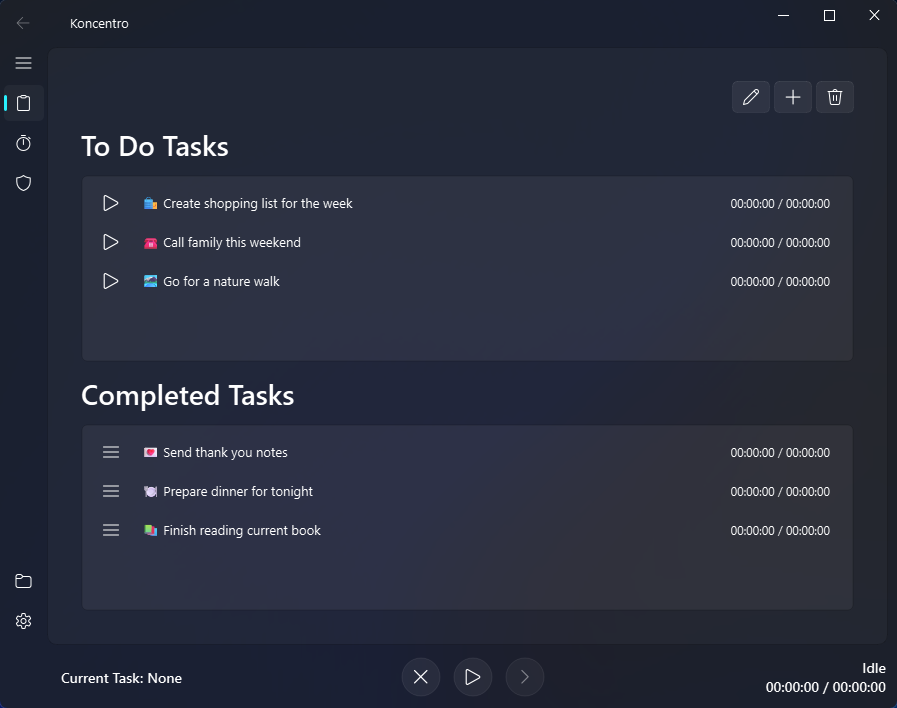 Koncentro
To Do Tasks
Create shopping list for the week 00:00:00 / 00:00:00
Call family this weekend 00:00:00 / 00:00:00
Go for a nature walk 00:00:00 / 00:00:00
Completed Tasks
Send thank you notes 00:00:00 / 00:00:00
Prepare dinner for tonight 00:00:00 / 00:00:00
Finish reading current book 00:00:00 / 00:00:00
Current Task: None
Idle
00:00:00 / 00:00:00